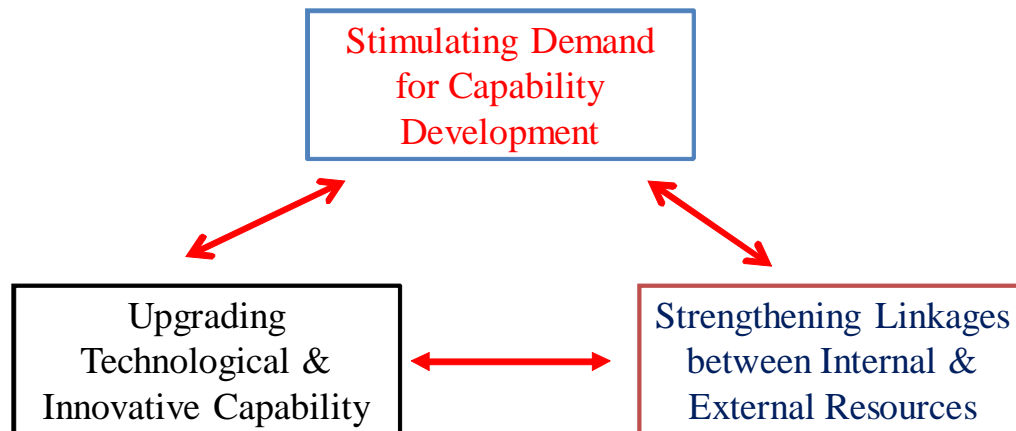 Stimulating Demand
for Capability
Development
Upgrading
Technological &
Innovative Capability
Strengthening Linkages
between Internal &
External Resources